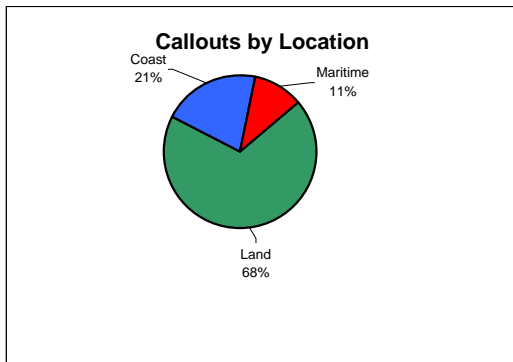 Callouts by Location
Coast
21%
Maritime
11%
Land
68%